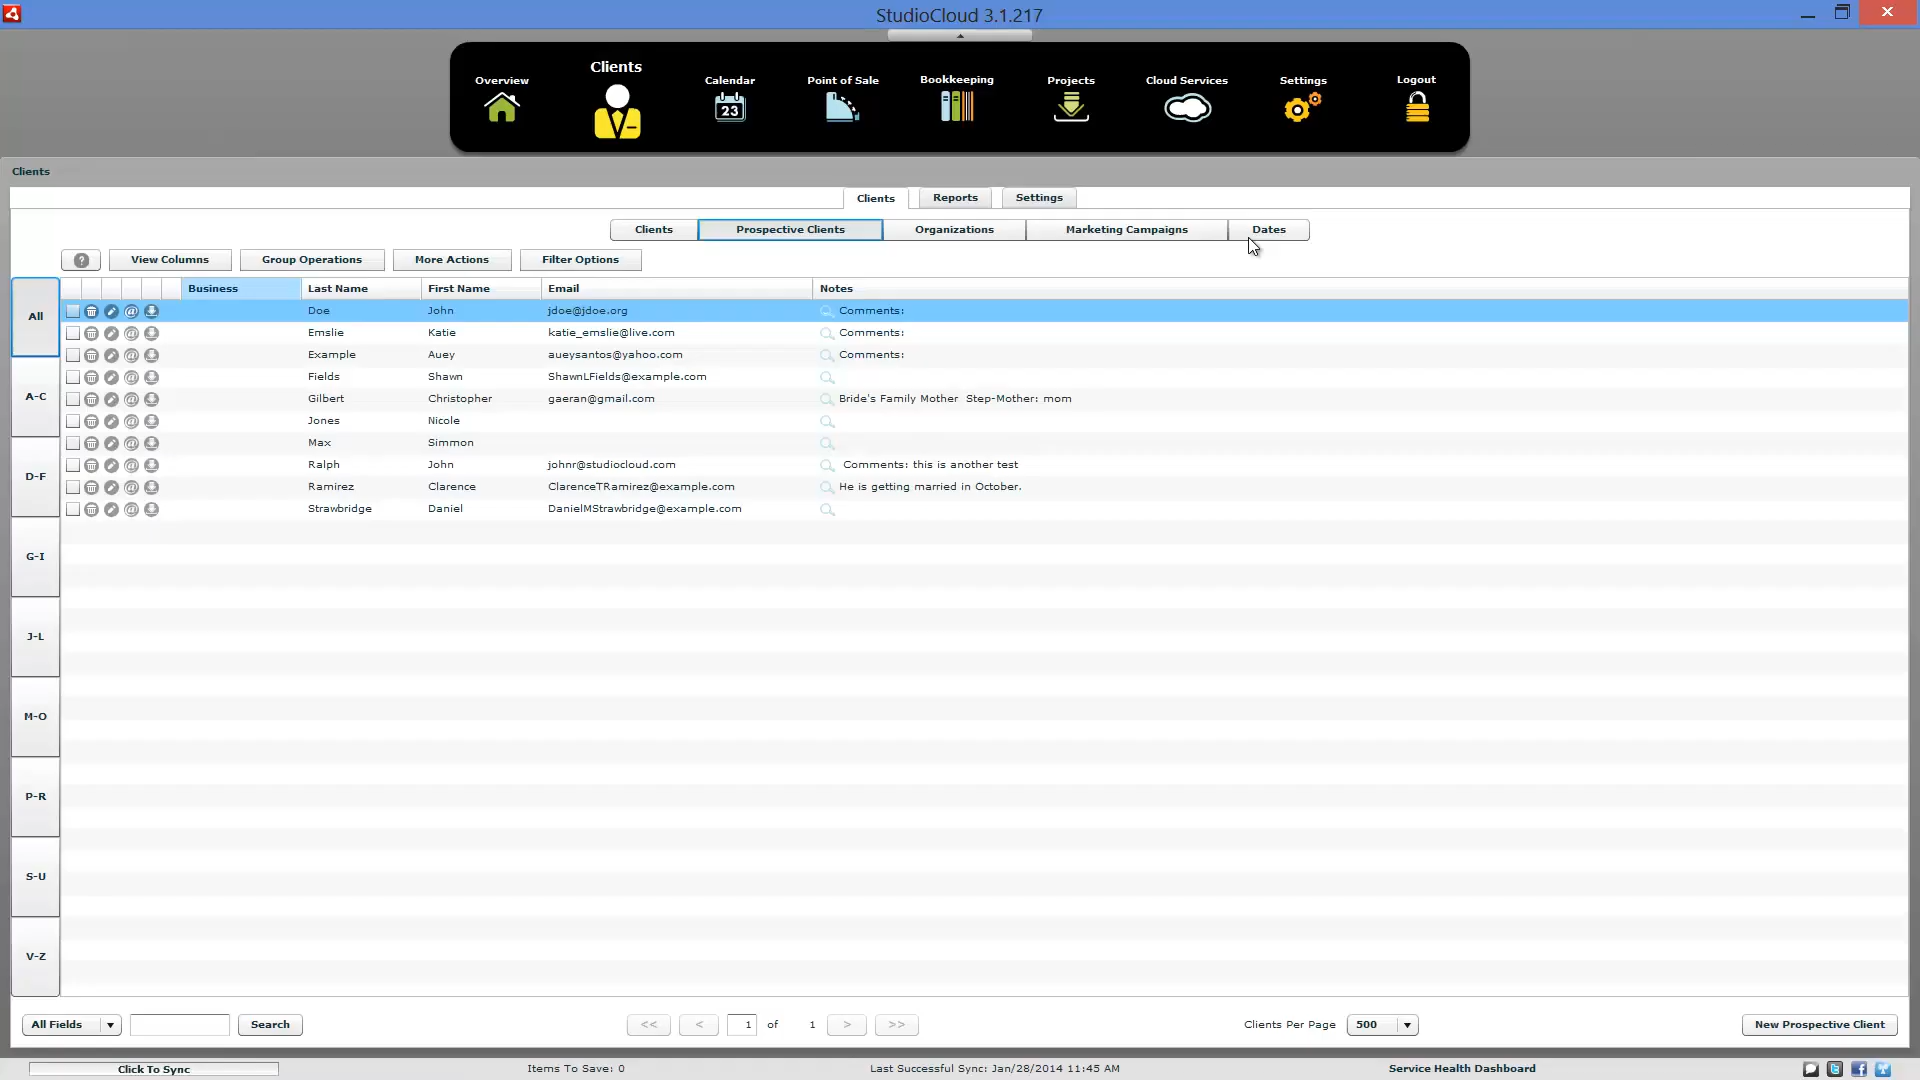 StudioCloud 3.1.217
Overview
Clients
Calendar
23
Point of Sale
Bookkeeping
Projects
Cloud Services
Settings
Logout
Clients
Clients Reports Settings
Clients Prospective Clients Organizations Marketing Campaigns Dates
? View Columns Group Operations More Actions Filter Options
Business Last Name First Name Email Notes
Doe John jdoe@jdoe.org Comments:
Emslie Katie katie_emslie@live.com Comments:
Example Auey aueysantos@yahoo.com Comments:
Fields Shawn ShawnLFields@example.com
Gilbert Christopher gaeran@gmail.com Bride's Family Mother Step-Mother: mom
Jones Nicole
Max Simmon
Ralph John johnr@studiocloud.com Comments: this is another test
Ramirez Clarence ClarenceTRamirez@example.com He is getting married in October.
Strawbridge Daniel DanielMStrawbridge@example.com
All
A-C
D-F
G-I
J-L
M-O
P-R
S-U
V-Z
All Fields Search << < 1 of 1 > >> Clients Per Page 500 New Prospective Client
Click To Sync Items To Save: 0 Last Successful Sync: Jan/28/2014 11:45 AM Service Health Dashboard